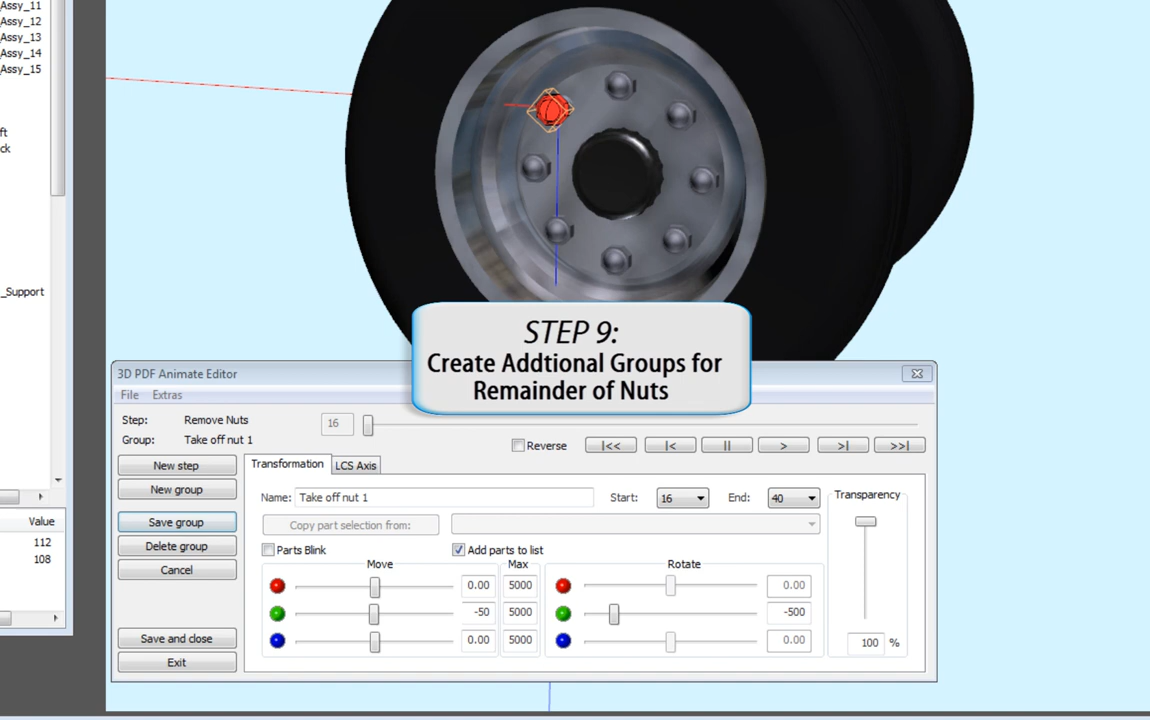 Assy_11
Assy_12
Assy_13
Assy_14
Assy_15
ft
ck
_Support
Value
112
108
STEP 9:
Create Addtional Groups for
Remainder of Nuts
3D PDF Animate Editor
File Extras
Step: Remove Nuts 16
Group: Take off nut 1
Reverse |<< |< || > >| >>|
New step
New group
Save group
Delete group
Cancel
Save and close
Exit
Transformation LCS Axis
Name: Take off nut 1 Start: 16 End: 40 Transparency
Copy part selection from:
Parts Blink Add parts to list
Move Max Rotate
0.00 5000 0.00
-50 5000 -500
0.00 5000 0.00
100 %